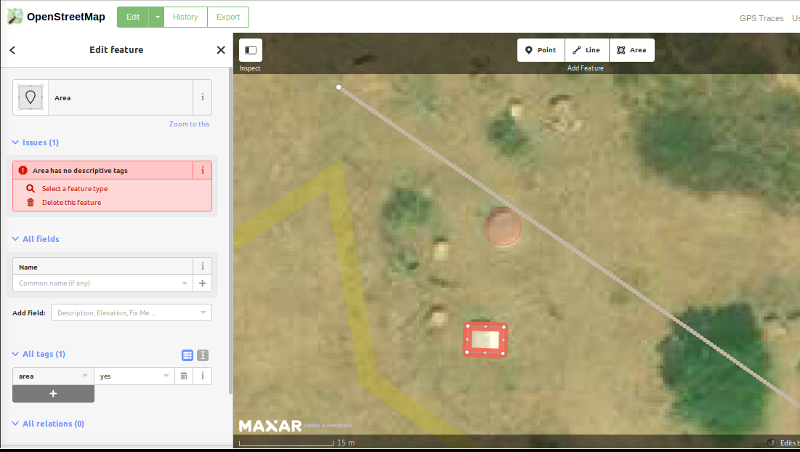 OpenStreetMap
Edit
History
Export
GPS Traces
Us
Edit feature
Inspect
Point
Line
Area
Add Feature
Area
i
Zoom to this
Issues (1)
Area has no descriptive tags
i
Select a feature type
Delete this feature
All fields
Name
i
Common name (if any)
+
Add field:
Description, Elevation, Fix Me...
All tags (1)
area
yes
i
+
All relations (0)
MAXAR
Terms & Feedback
15 m
Edits b